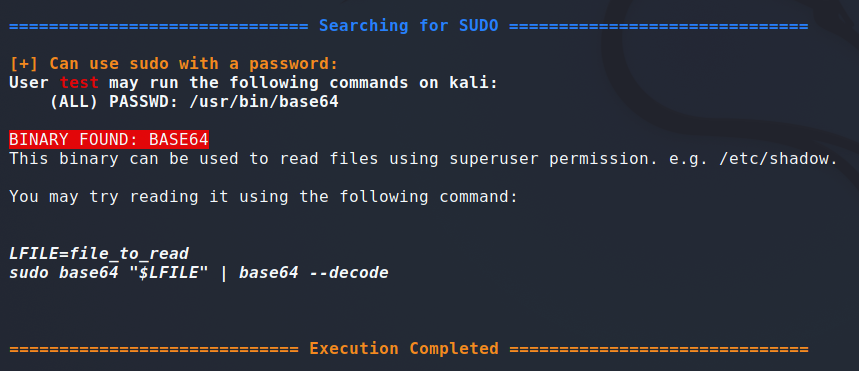 ============================== Searching for SUDO ==============================
[+] Can use sudo with a password:
User test may run the following commands on kali:
    (ALL) PASSWD: /usr/bin/base64
BINARY FOUND: BASE64
This binary can be used to read files using superuser permission. e.g. /etc/shadow.
You may try reading it using the following command:
LFILE=file_to_read
sudo base64 "$LFILE" | base64 --decode
============================= Execution Completed ==============================